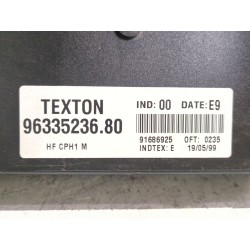 TEXTON IND: 00 DATE: E9
96335236.80
91686925 OFT: 0235
HF CPH1 M INDTEX: E 19/05/99